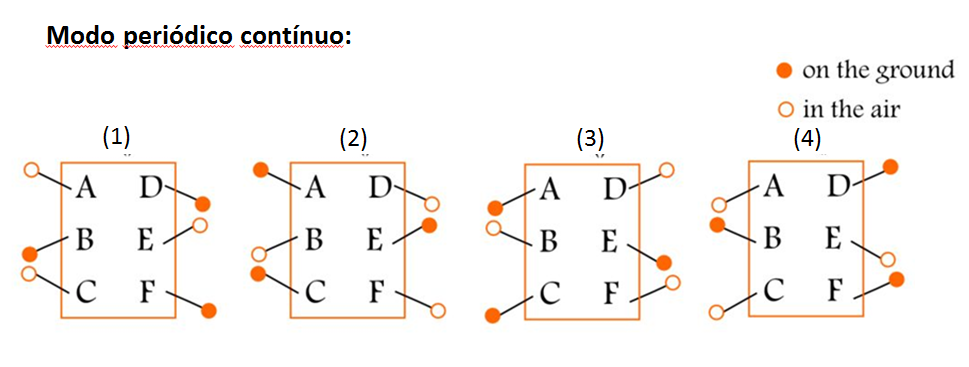 Modo periódico contínuo:
on the ground
in the air
(1) (2) (3) (4)
A D A D A D A D
B E B E B E B E
C F C F C F C F